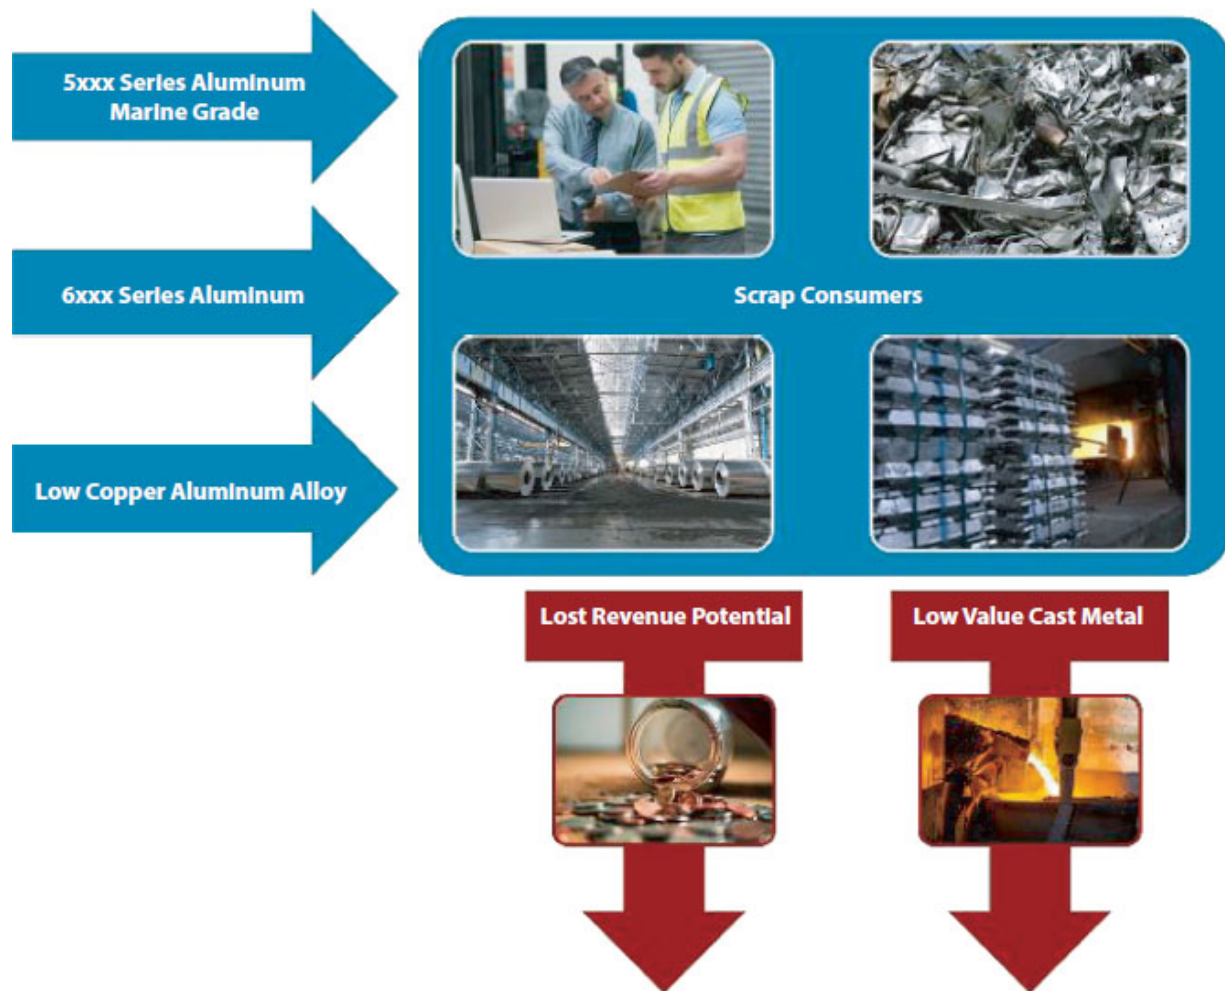 5xxx Series Aluminum
Marine Grade
6xxx Series Aluminum
Scrap Consumers
Low Copper Aluminum Alloy
Lost Revenue Potential
Low Value Cast Metal